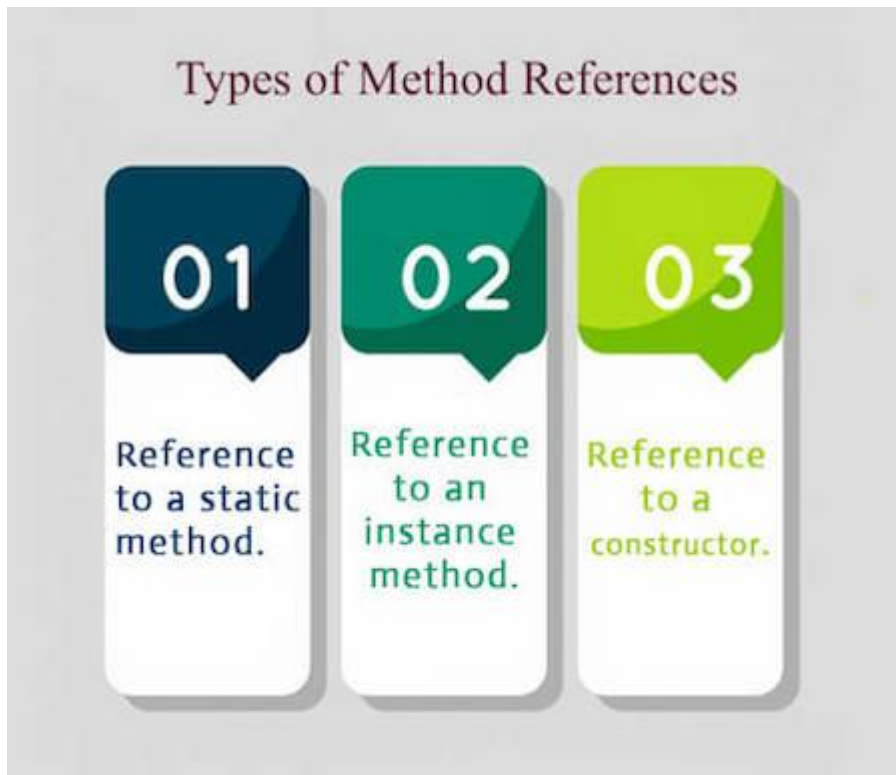 Types of Method References
01
Reference
to a static
method.
02
Reference
to an
instance
method.
03
Reference
to a
constructor.